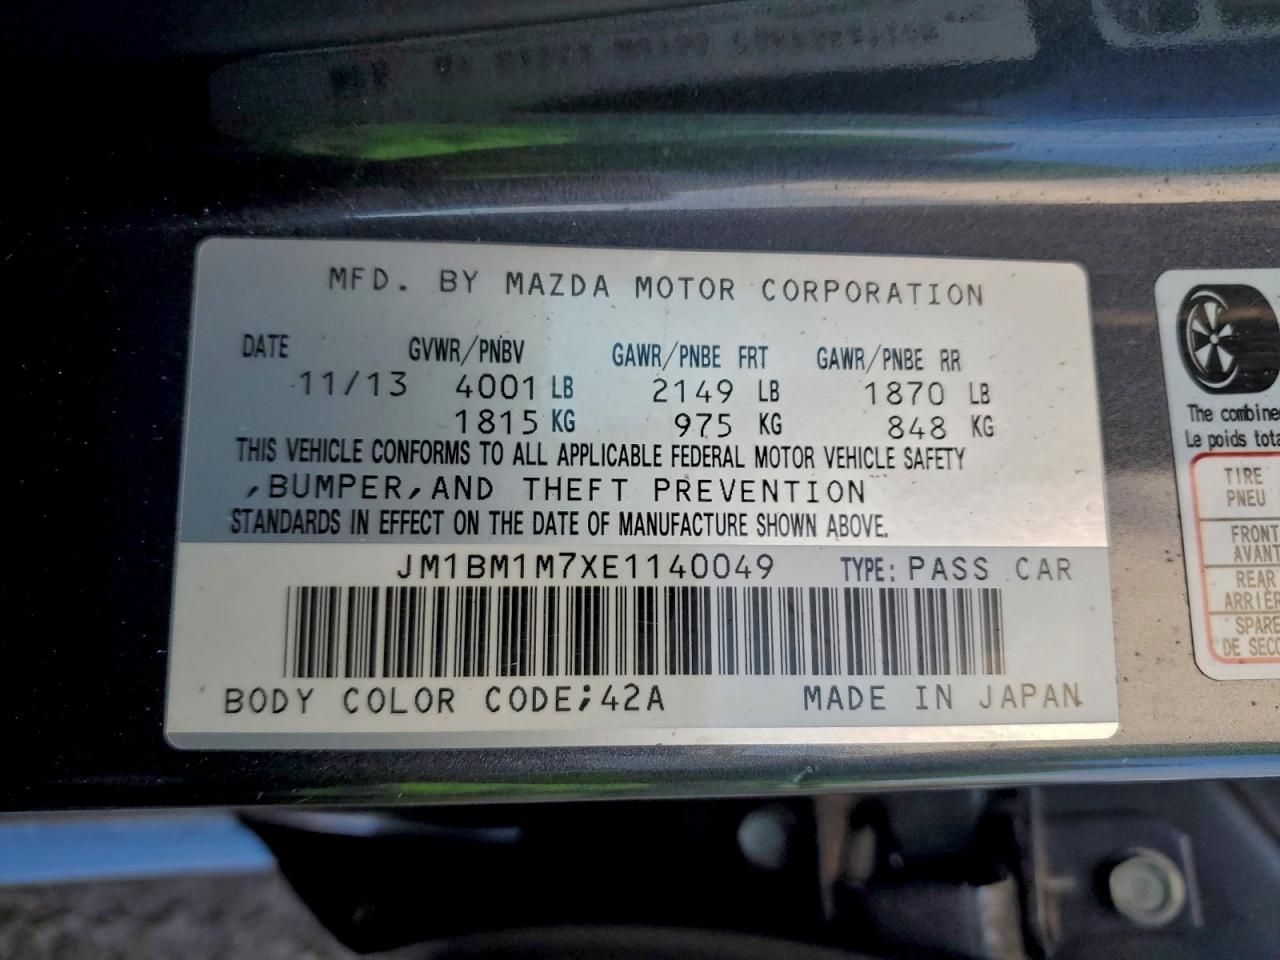 MFD. BY MAZDA MOTOR CORPORATION
DATE GVWR/PNBV GAWR/PNBE FRT GAWR/PNBE RR
11/13 4001 LB 2149 LB 1870 LB
1815 KG 975 KG 848 KG
THIS VEHICLE CONFORMS TO ALL APPLICABLE FEDERAL MOTOR VEHICLE SAFETY
,BUMPER,AND THEFT PREVENTION
STANDARDS IN EFFECT ON THE DATE OF MANUFACTURE SHOWN ABOVE.
JM1BM1M7XE1140049 TYPE: PASS CAR
BODY COLOR CODE;42A MADE IN JAPAN
The combine
Le poids tota
TIRE
PNEU
FRONT
AVANT
REAR
ARRIÈR
SPARE
DE SECO